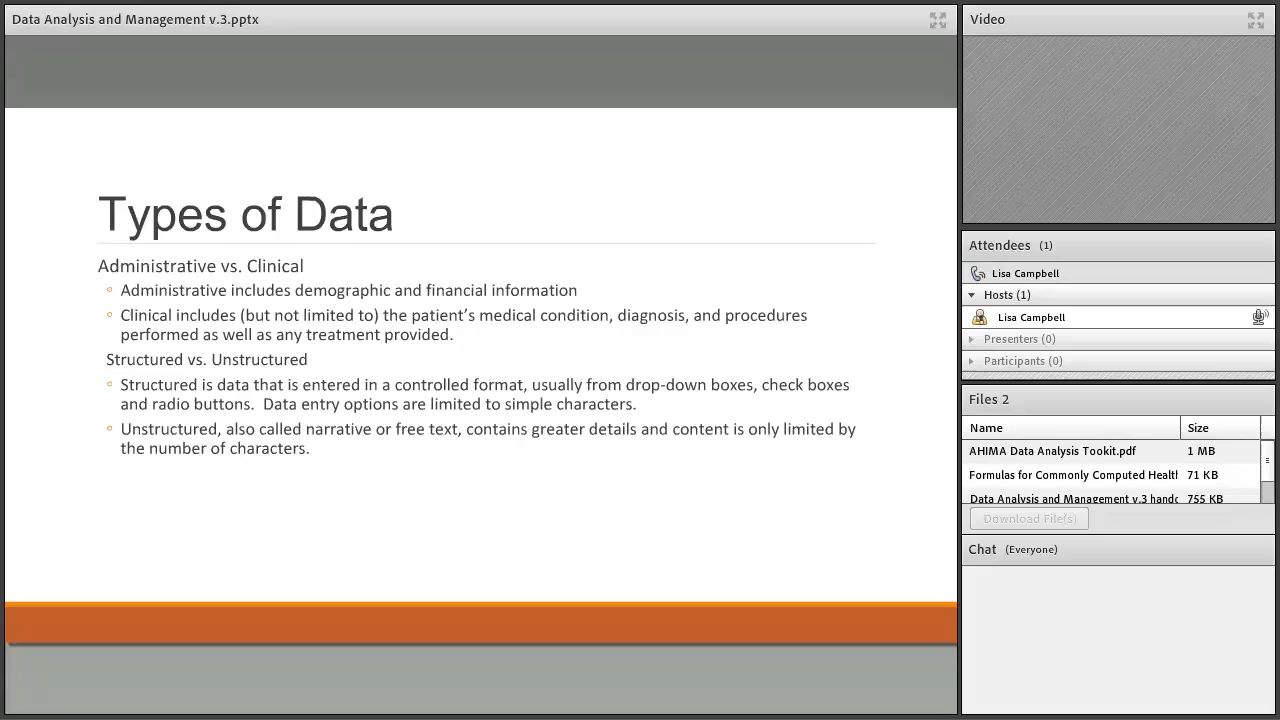 Data Analysis and Management v.3.pptx
Types of Data
Administrative vs. Clinical
Administrative includes demographic and financial information
Clinical includes (but not limited to) the patient's medical condition, diagnosis, and procedures
performed as well as any treatment provided.
Structured vs. Unstructured
Structured is data that is entered in a controlled format, usually from drop-down boxes, check boxes
and radio buttons.  Data entry options are limited to simple characters.
Unstructured, also called narrative or free text, contains greater details and content is only limited by
the number of characters.
Video
Attendees (1)
Lisa Campbell
Hosts (1)
Lisa Campbell
Presenters (0)
Participants (0)
Files 2
Name Size
AHIMA Data Analysis Tookit.pdf 1 MB
Formulas for Commonly Computed Health 71 KB
Data Analysis and Management v.3 handc 755 KB
Download File(s)
Chat (Everyone)